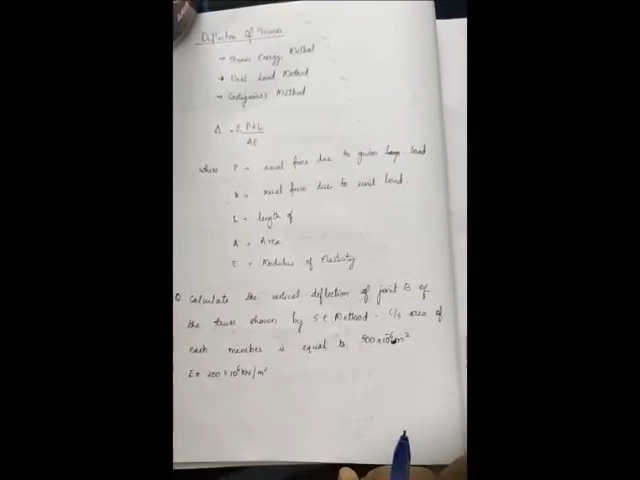 Deflection of Trusses
→ Strain Energy Method
→ Unit Load Method
→ Castigliano's Method
Δ = Σ PkL
AE
where P = axial force due to given load
k = axial force due to unit load.
L = length of
A = Area
E = Modulus of Elasticity
Q Calculate the vertical deflection of joint B of
the truss shown by S.E Method. C/s area of
each member is equal to 500×10⁻⁶m²
E = 200×10⁶ kN/m²